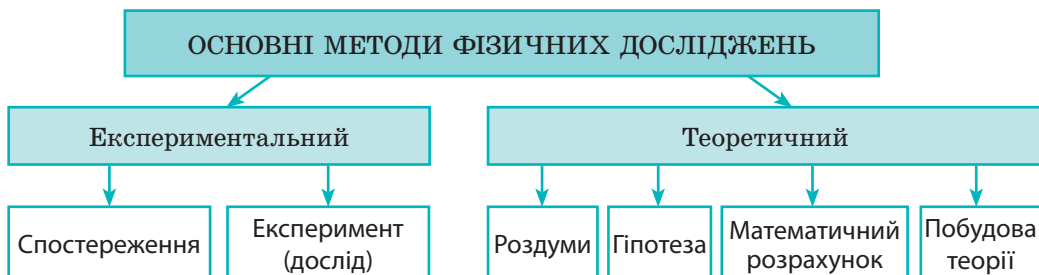 ОСНОВНІ МЕТОДИ ФІЗИЧНИХ ДОСЛІДЖЕНЬ
Експериментальний
Теоретичний
Спостереження
Експеримент
(дослід)
Роздуми
Гіпотеза
Математичний
розрахунок
Побудова
теорії